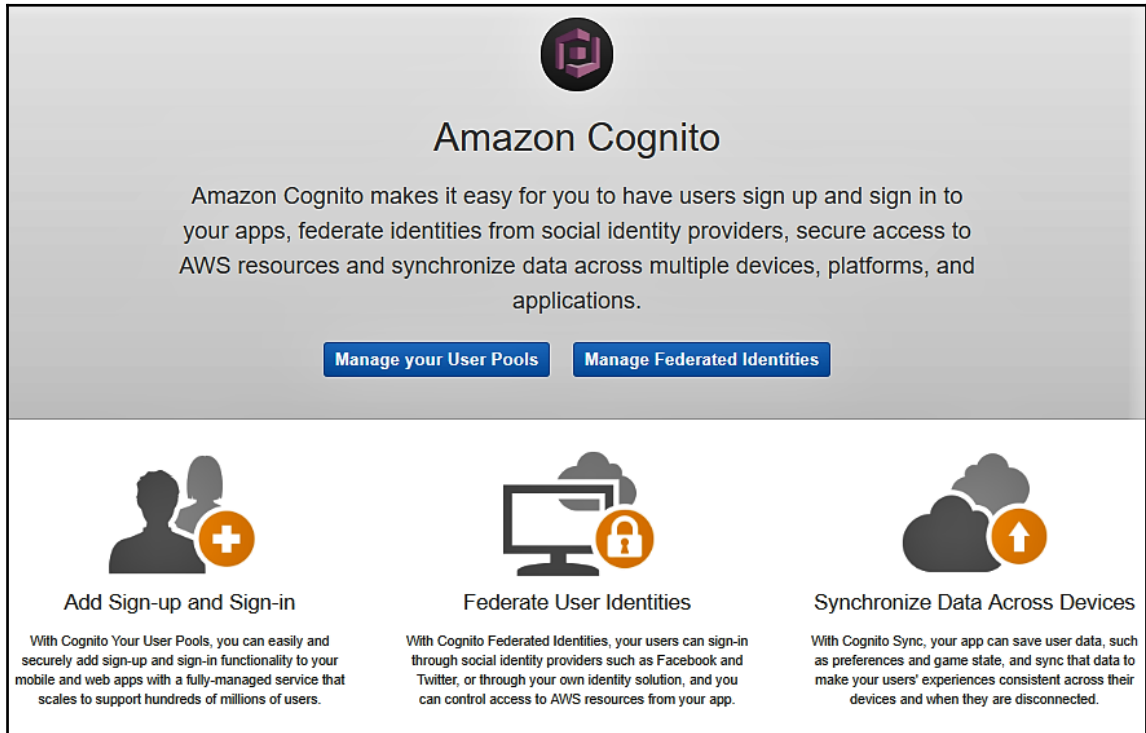 Amazon Cognito
Amazon Cognito makes it easy for you to have users sign up and sign in to
your apps, federate identities from social identity providers, secure access to
AWS resources and synchronize data across multiple devices, platforms, and
applications.
Manage your User Pools
Manage Federated Identities
Add Sign-up and Sign-in
With Cognito Your User Pools, you can easily and
securely add sign-up and sign-in functionality to your
mobile and web apps with a fully-managed service that
scales to support hundreds of millions of users.
Federate User Identities
With Cognito Federated Identities, your users can sign-in
through social identity providers such as Facebook and
Twitter, or through your own identity solution, and you
can control access to AWS resources from your app.
Synchronize Data Across Devices
With Cognito Sync, your app can save user data, such
as preferences and game state, and sync that data to
make your users' experiences consistent across their
devices and when they are disconnected.